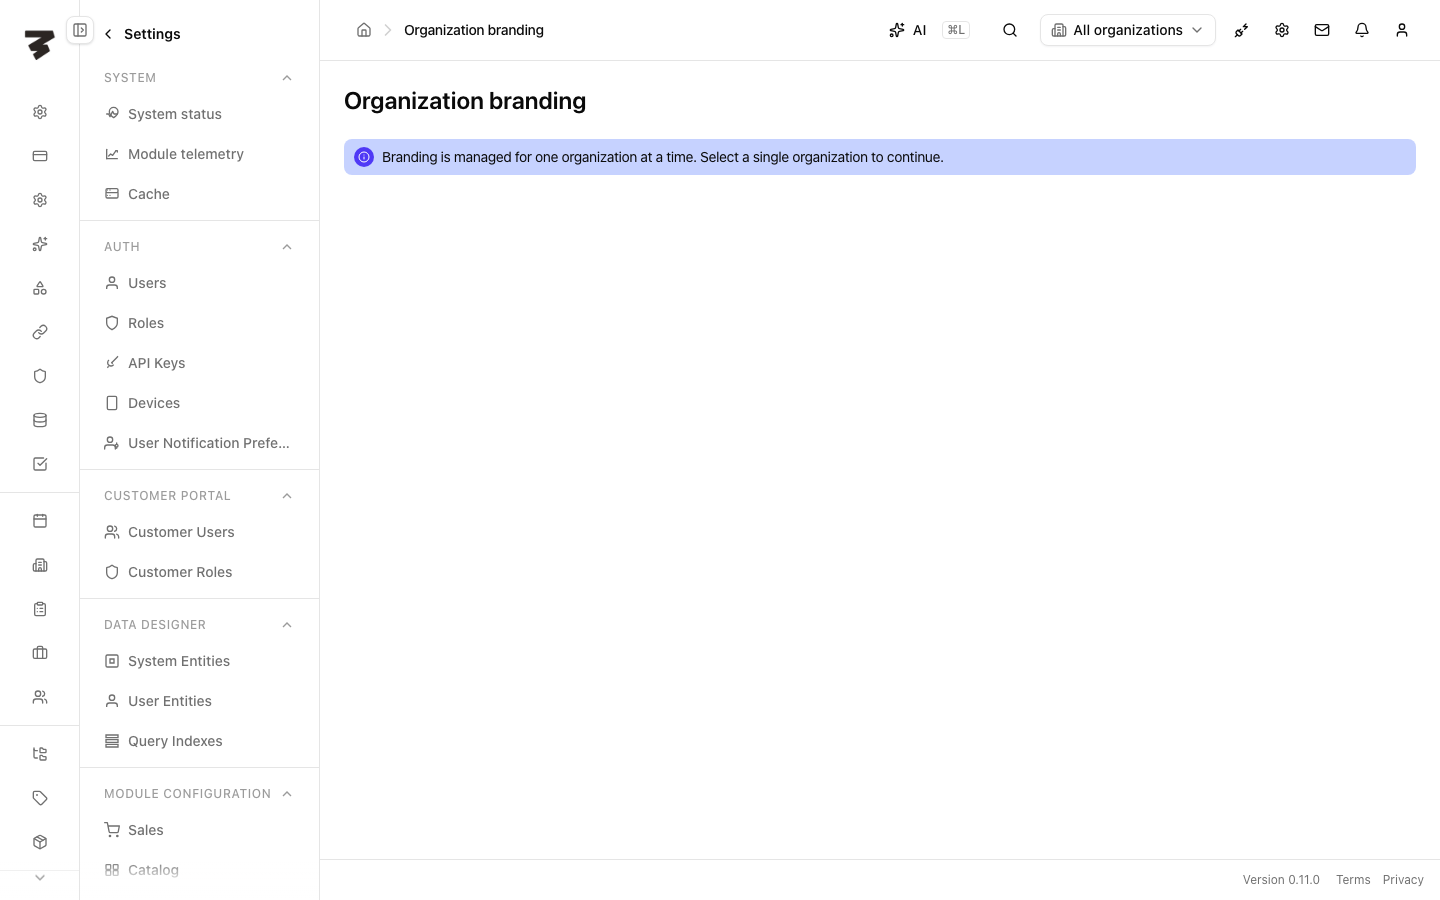 Settings
SYSTEM
System status
Module telemetry
Cache
AUTH
Users
Roles
API Keys
Devices
User Notification Prefe...
CUSTOMER PORTAL
Customer Users
Customer Roles
DATA DESIGNER
System Entities
User Entities
Query Indexes
MODULE CONFIGURATION
Sales
Catalog
Organization branding
AI ⌘L
All organizations
Organization branding
Branding is managed for one organization at a time. Select a single organization to continue.
Version 0.11.0 Terms Privacy